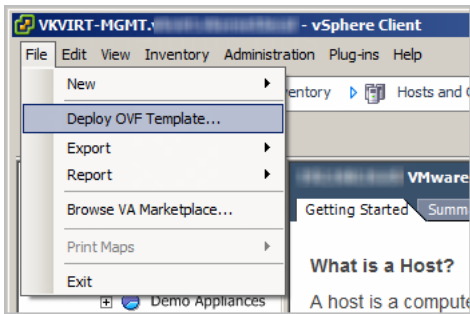 VKVIRT-MGMT. - vSphere Client
File Edit View Inventory Administration Plug-ins Help
New
entory Hosts and
Deploy OVF Template...
Export
Report
VMware
Browse VA Marketplace...
Getting Started Summ
Print Maps
What is a Host?
Exit
Demo Appliances
A host is a compute